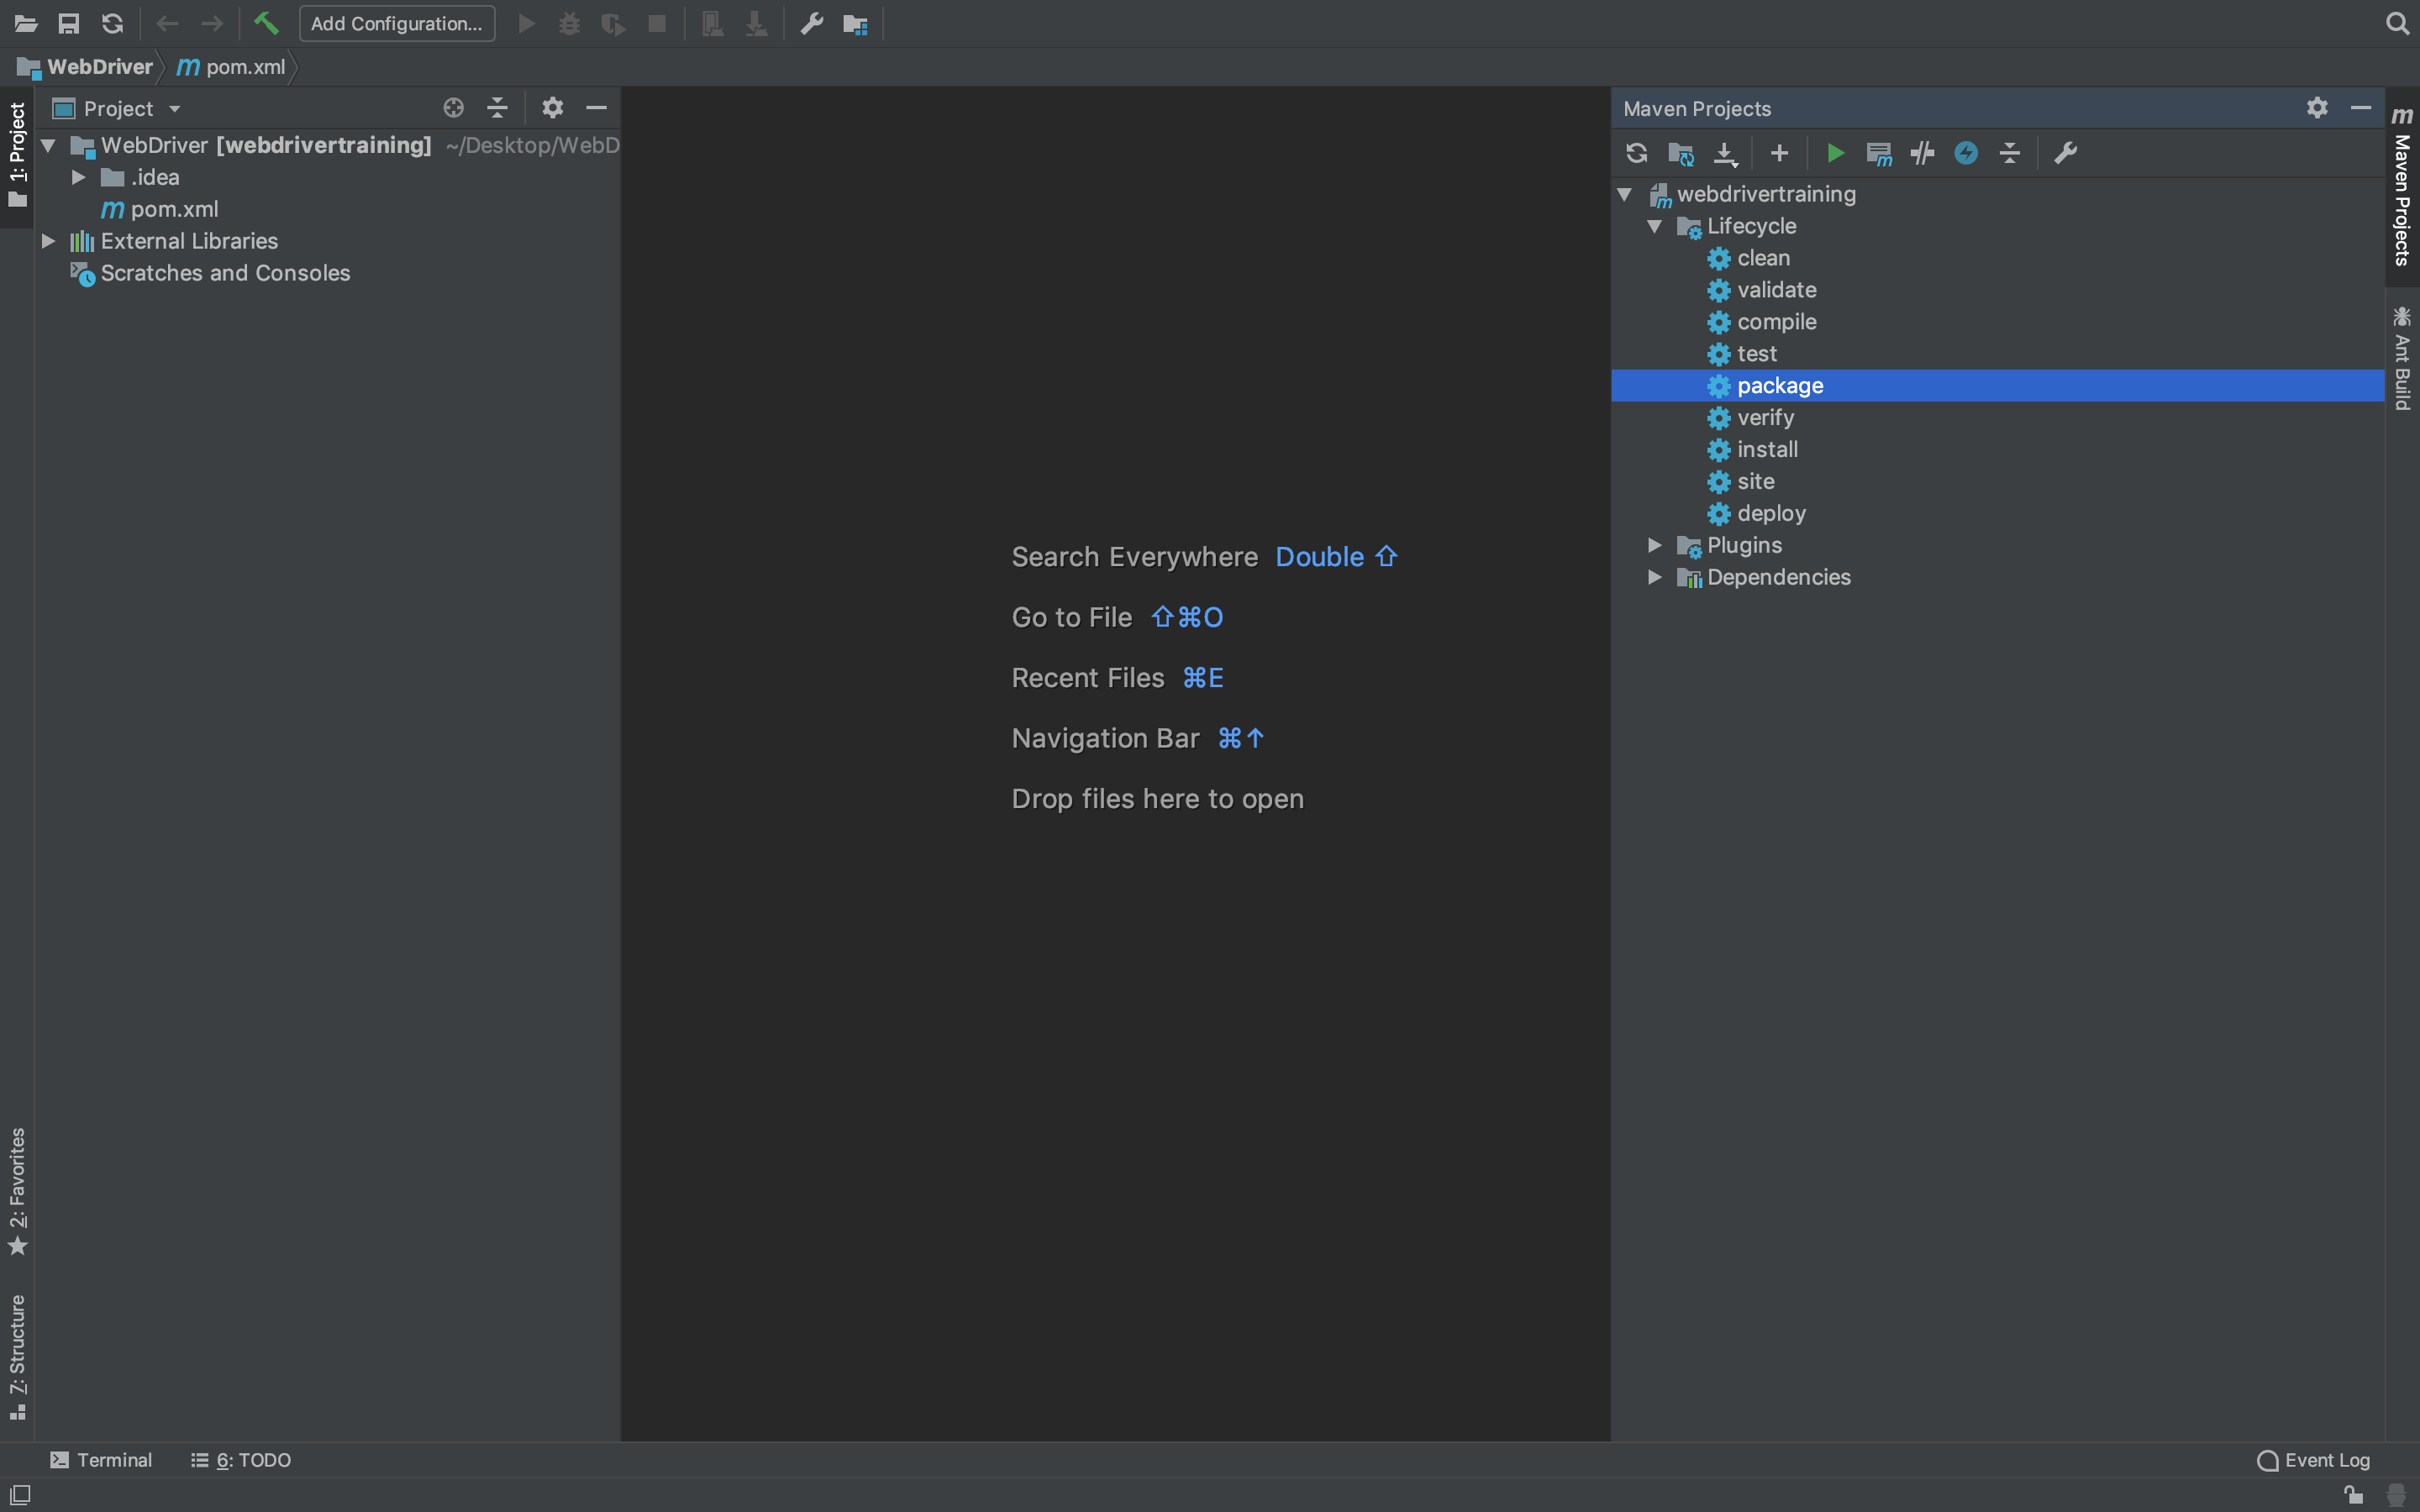 Add Configuration...
WebDriver
pom.xml
1: Project
Project
WebDriver [webdrivertraining] ~/Desktop/WebD
.idea
pom.xml
External Libraries
Scratches and Consoles
2: Favorites
7: Structure
Search Everywhere Double ⇧
Go to File ⇧⌘O
Recent Files ⌘E
Navigation Bar ⌘↑
Drop files here to open
Maven Projects
webdrivertraining
Lifecycle
clean
validate
compile
test
package
verify
install
site
deploy
Plugins
Dependencies
Maven Projects
Ant Build
Terminal
6: TODO
Event Log